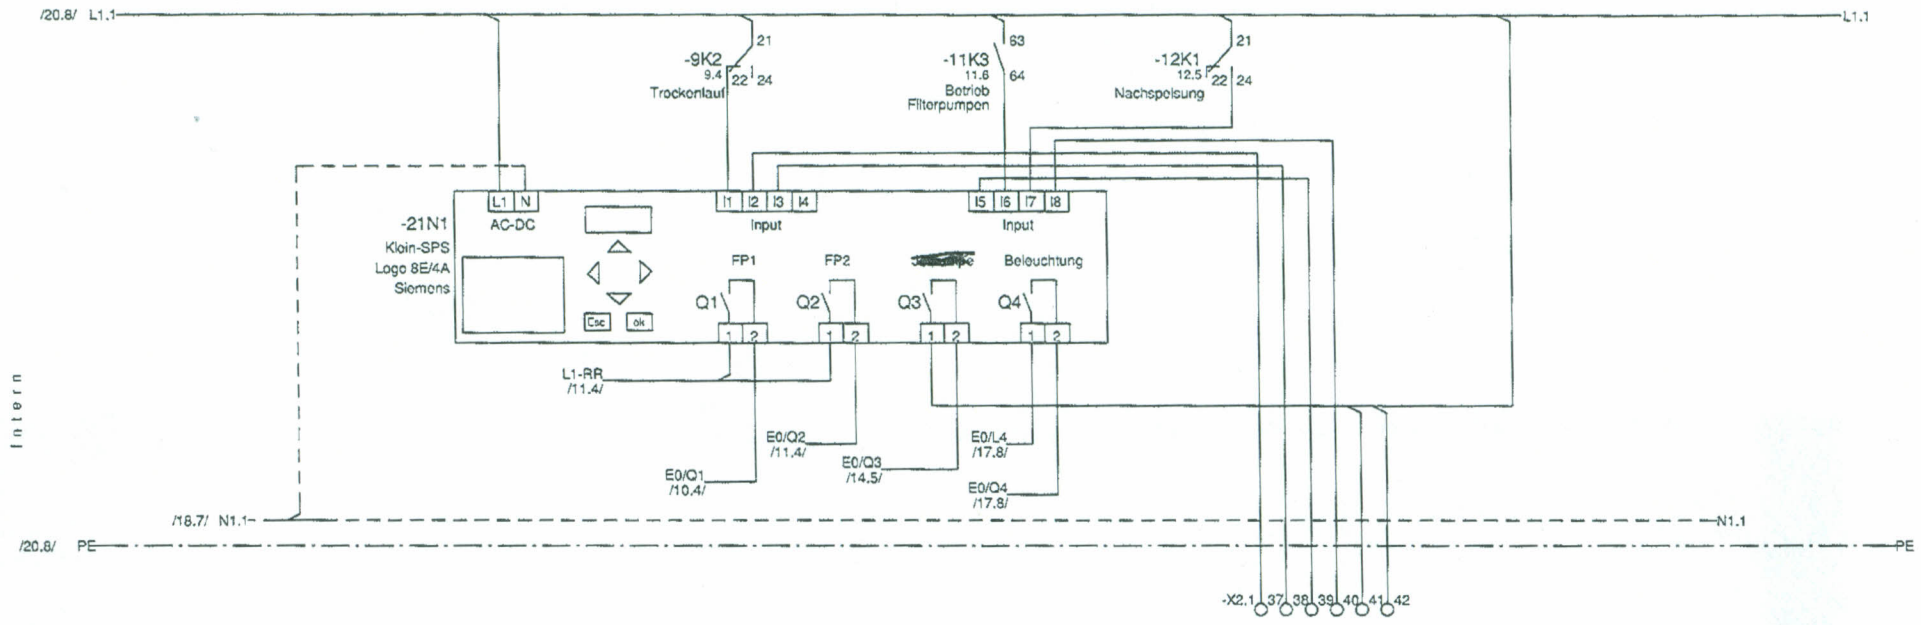 /20.8/ L1.1
L1.1
21
-9K2
9.4
22 24
Trockenlauf
63
-11K3
11.6
64
Betrieb
Filterpumpen
21
-12K1
12.5
22 24
Nachspeisung
L1 N
AC-DC
I1 I2 I3 I4
Input
I5 I6 I7 I8
Input
-21N1
Klein-SPS
Logo 8E/4A
Siemens
FP1
FP2
Beleuchtung
Q1
Q2
Q3
Q4
Esc
ok
1 2
1 2
1 2
1 2
L1-RR
/11.4/
E0/Q2
/11.4/
E0/L4
/17.8/
E0/Q3
/14.5/
E0/Q1
/10.4/
E0/Q4
/17.8/
Intern
/18.7/ N1.1
N1.1
/20.8/ PE
PE
-X2.1 37 38 39 40 41 42